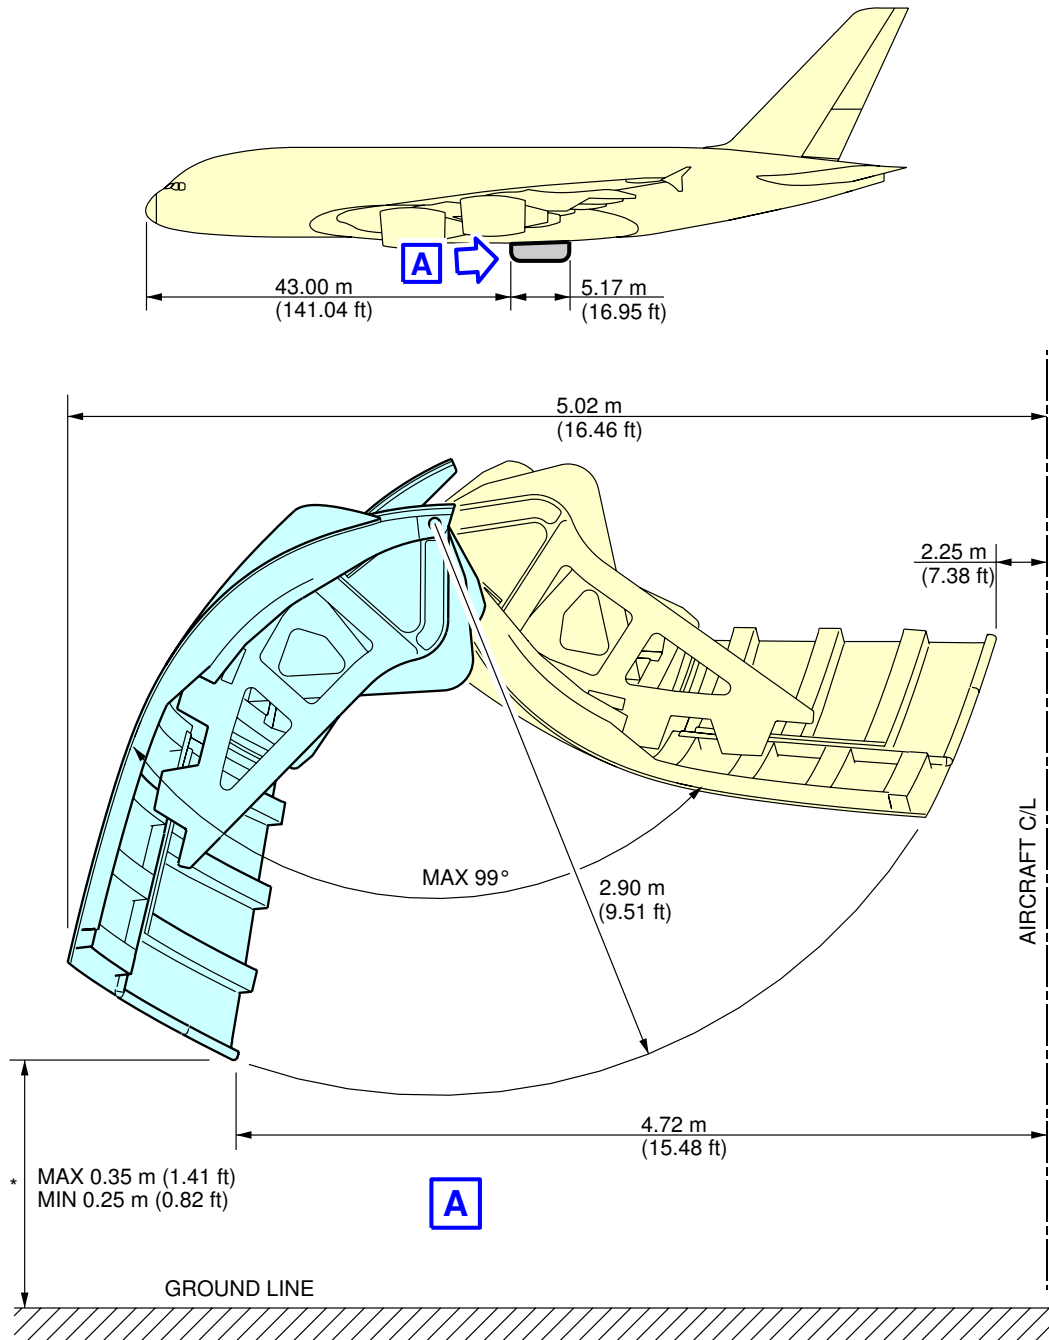 A
43.00 m
(141.04 ft)
5.17 m
(16.95 ft)
5.02 m
(16.46 ft)
2.25 m
(7.38 ft)
MAX 99°
2.90 m
(9.51 ft)
AIRCRAFT C/L
4.72 m
(15.48 ft)
*
MAX 0.35 m (1.41 ft)
MIN 0.25 m (0.82 ft)
A
GROUND LINE